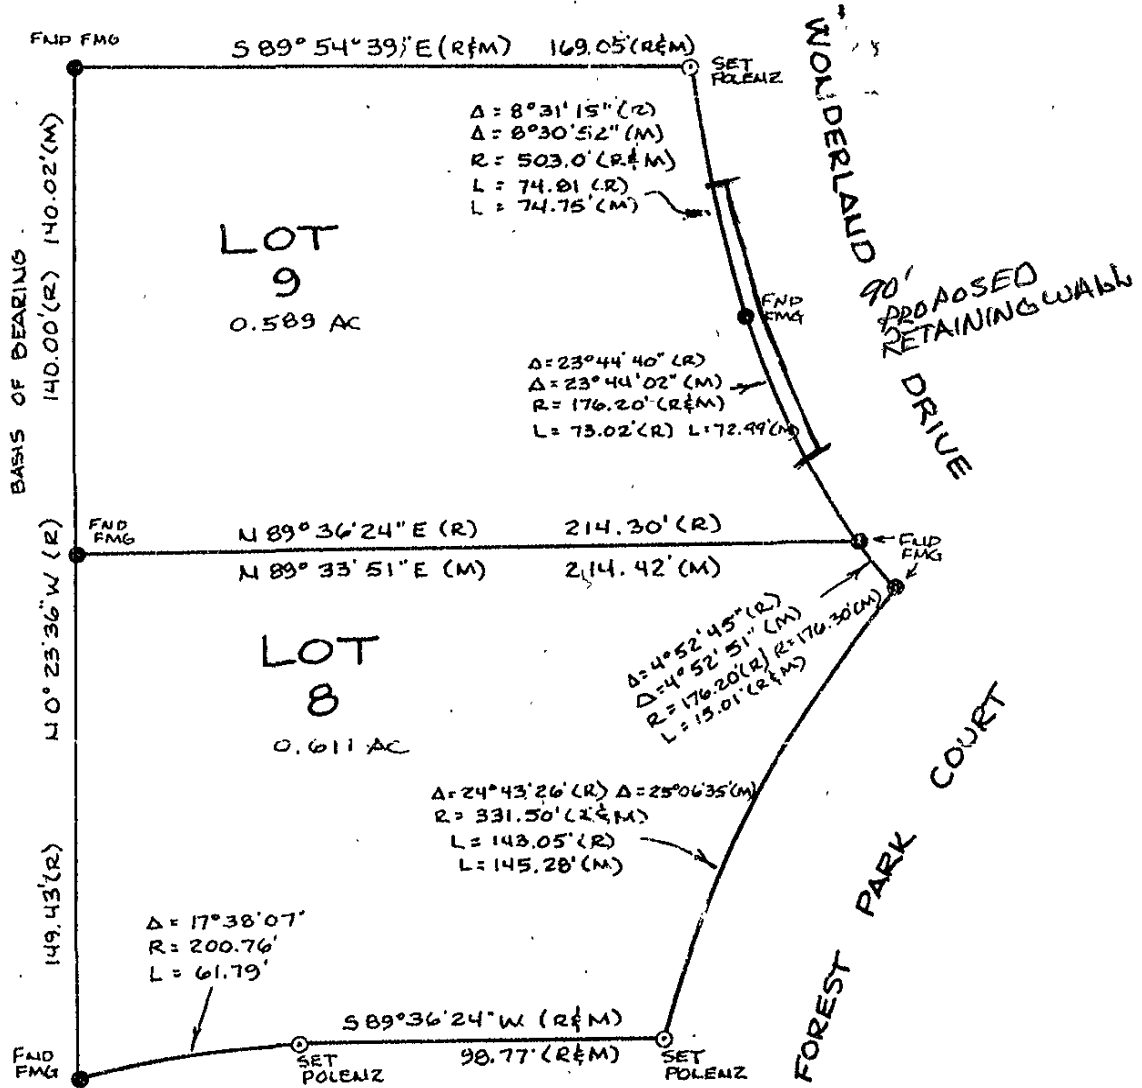 FND FMG
S 89° 54' 39" E (R&M) 169.05' (R&M)
SET
POLENZ
WONDERLAND DRIVE
Δ = 8°31'15" (R)
Δ = 8°30'52" (M)
R = 503.0' (R&M)
L = 74.81 (R)
L = 74.75' (M)
LOT
9
0.589 AC
BASIS OF BEARING
140.00' (R) 140.02' (M)
90'
PROPOSED
RETAINING WALL
FND
FMG
Δ = 23°44'40" (R)
Δ = 23°44'02" (M)
R = 176.20' (R&M)
L = 73.02' (R) L = 72.99' (M)
FND
FMG
N 89° 36' 24" E (R) 214.30' (R)
N 89° 33' 51" E (M) 214.42' (M)
FND
FMG
N 0° 23' 36" W (R)
LOT
8
0.611 AC
Δ = 4°52'45" (R)
Δ = 4°52'51" (M)
R = 176.20' (R) R = 176.30' (M)
L = 15.01' (R&M)
FOREST PARK COURT
Δ = 24°43'26" (R) Δ = 25°06'35" (M)
R = 331.50' (R&M)
L = 143.05' (R)
L = 145.28' (M)
149.43' (R)
Δ = 17°38'07"
R = 200.76'
L = 61.79'
S 89° 36' 24" W (R&M)
98.77' (R&M)
FND
FMG
SET
POLENZ
SET
POLENZ